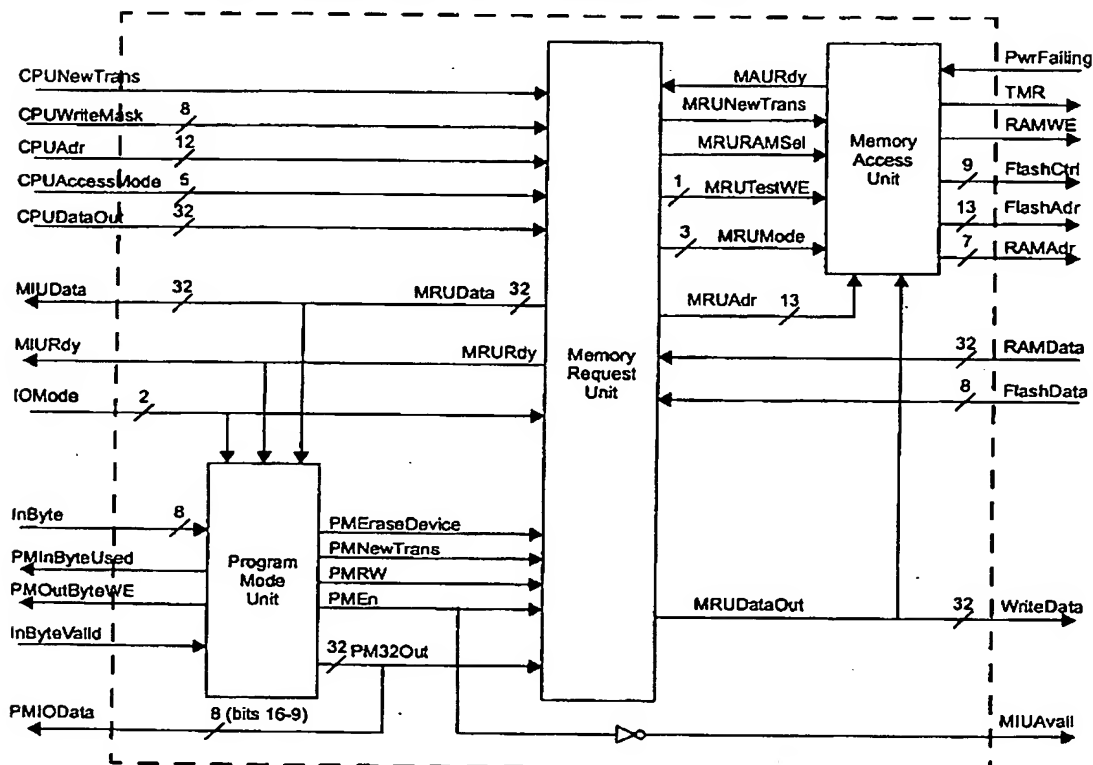 CPUNewTrans
CPUWriteMask 8
CPUAdr 12
CPUAccessMode 5
CPUDataOut 32
MIUData 32
MRUData 32
MIURdy
MRURdy
IOMode 2
InByte 8
PMInByteUsed
PMOutByteWE
InByteValid
PMIOData 8 (bits 16-9)
Program
Mode
Unit
PMEraseDevice
PMNewTrans
PMRW
PMEn
32 PM32Out
Memory
Request
Unit
MAURdy
MRUNewTrans
MRURAMSel
1 MRUTestWE
3 MRUMode
MRUAdr 13
Memory
Access
Unit
PwrFailing
TMR
RAMWE
9 FlashCtrl
13 FlashAdr
7 RAMAdr
32 RAMData
8 FlashData
MRUDataOut
32 WriteData
MIUAvail